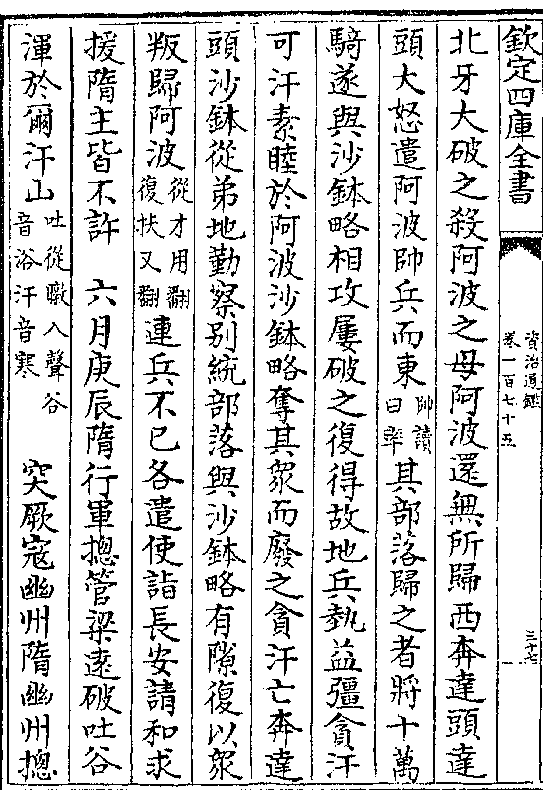 欽定四庫全書
資治通鑑
卷一百七十五
三十七
北牙大破之殺阿波之母阿波還無所歸西奔達頭達
頭大怒遣阿波帥兵而東帥讀曰率其部落歸之者將十萬
騎遂與沙鉢略相攻屢破之復得故地兵埶益彊貪汗
可汗素睦於阿波沙鉢略奪其衆而廢之貪汗亡奔達
頭沙鉢從弟地勤察别統部落與沙鉢略有隙復以衆
叛歸阿波從才用翻復扶又翻連兵不已各遣使詣長安請和求
援隋主皆不許 六月庚辰隋行軍摠管梁遠破吐谷
渾於爾汗山吐從暾入聲谷音浴汗音寒 突厥寇幽州隋幽州摠